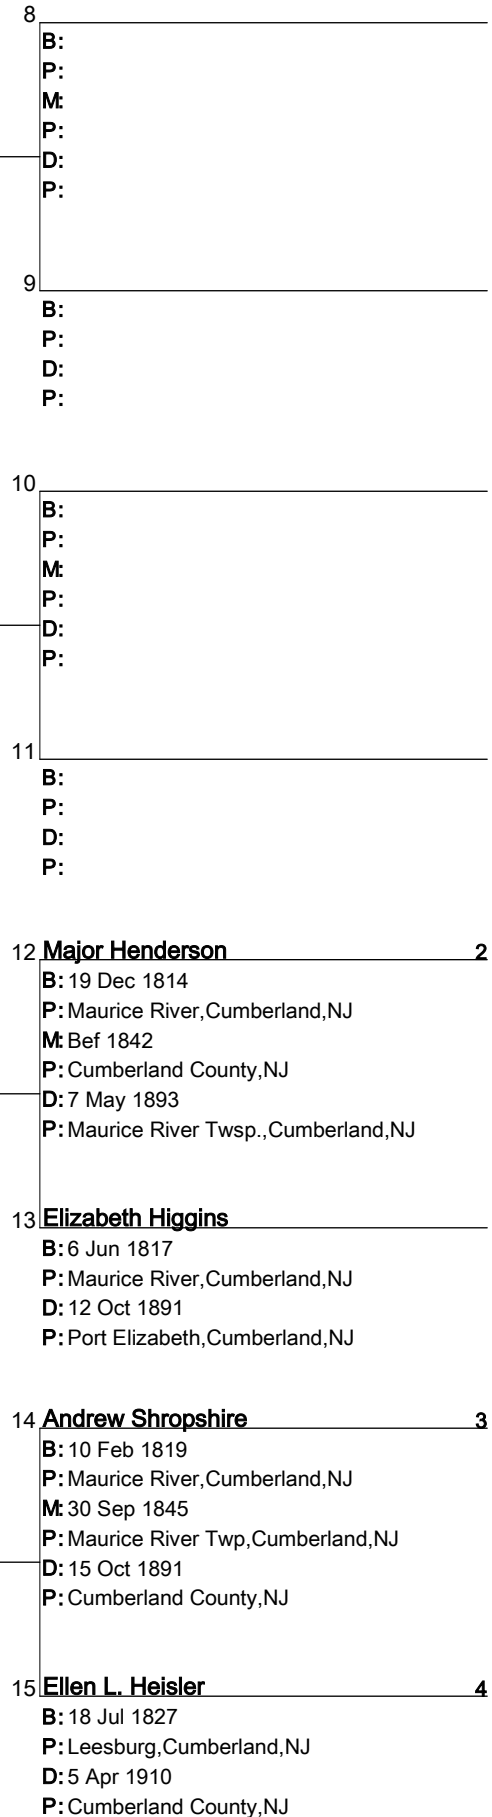 8
B:
P:
M:
P:
D:
P:
9
B:
P:
D:
P:
10
B:
P:
M:
P:
D:
P:
11
B:
P:
D:
P:
12 Major Henderson 2
B: 19 Dec 1814
P: Maurice River,Cumberland,NJ
M: Bef 1842
P: Cumberland County,NJ
D: 7 May 1893
P: Maurice River Twsp.,Cumberland,NJ
13 Elizabeth Higgins
B: 6 Jun 1817
P: Maurice River,Cumberland,NJ
D: 12 Oct 1891
P: Port Elizabeth,Cumberland,NJ
14 Andrew Shropshire 3
B: 10 Feb 1819
P: Maurice River,Cumberland,NJ
M: 30 Sep 1845
P: Maurice River Twp,Cumberland,NJ
D: 15 Oct 1891
P: Cumberland County,NJ
15 Ellen L. Heisler 4
B: 18 Jul 1827
P: Leesburg,Cumberland,NJ
D: 5 Apr 1910
P: Cumberland County,NJ